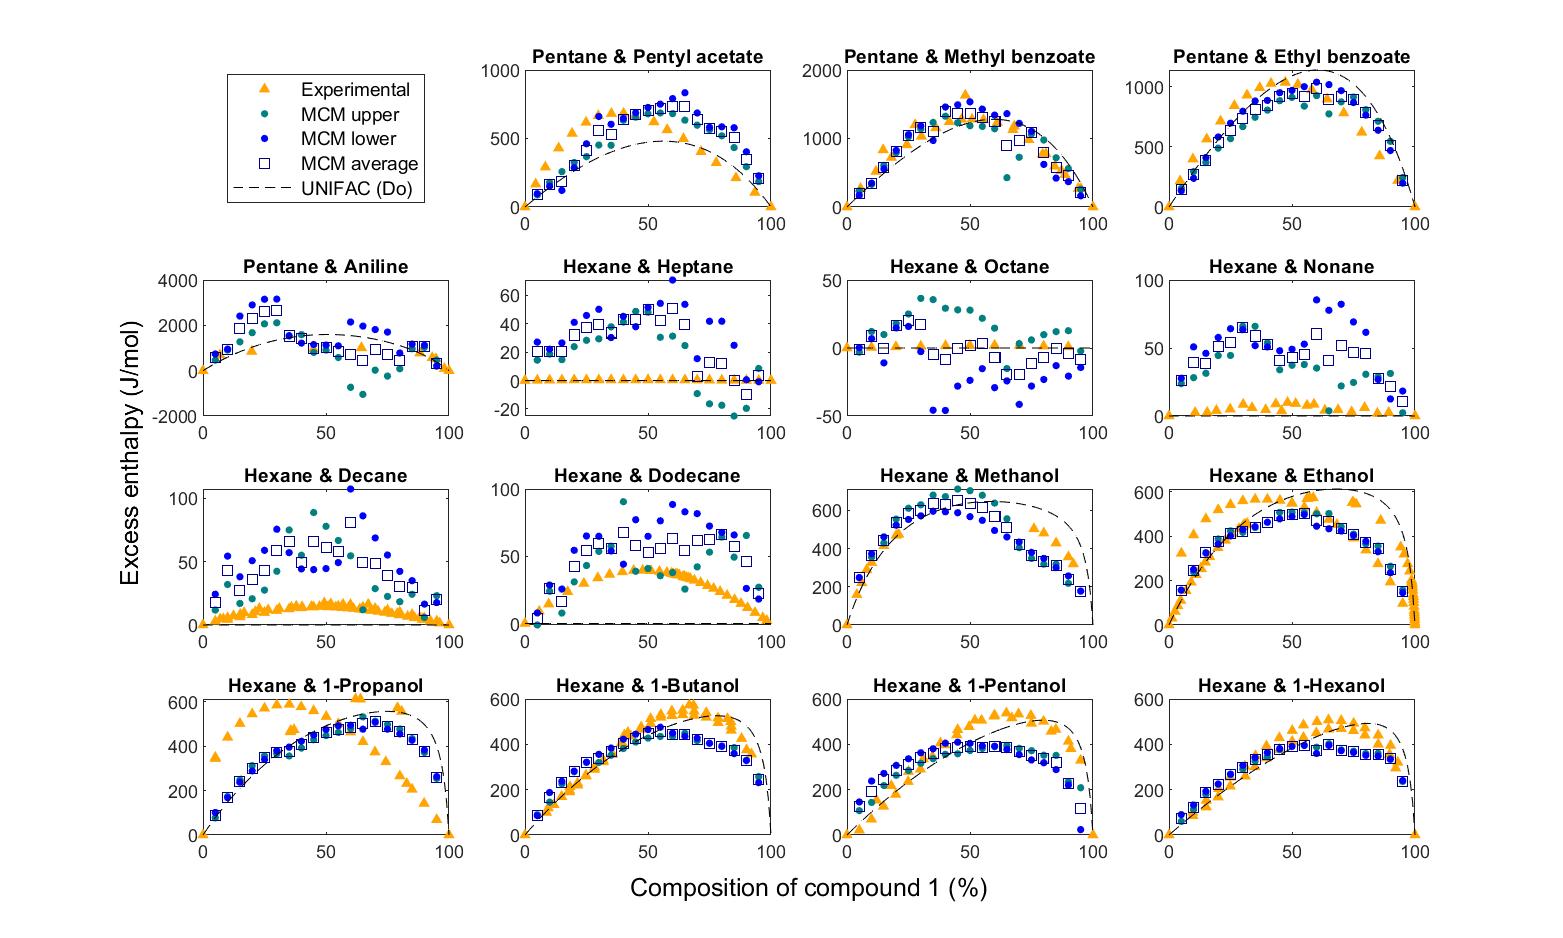 Pentane & Pentyl acetate
Pentane & Methyl benzoate
Pentane & Ethyl benzoate
Experimental
MCM upper
MCM lower
MCM average
UNIFAC (Do)
1000
500
0
0 50 100
2000
1000
0
0 50 100
1000
500
0
0 50 100
Pentane & Aniline
Hexane & Heptane
Hexane & Octane
Hexane & Nonane
4000
2000
0
-2000
0 50 100
60
40
20
0
-20
0 50 100
50
0
-50
0 50 100
100
50
0
0 50 100
Excess enthalpy (J/mol)
Hexane & Decane
Hexane & Dodecane
Hexane & Methanol
Hexane & Ethanol
100
50
0
0 50 100
100
50
0
0 50 100
600
400
200
0
0 50 100
600
400
200
0
0 50 100
Hexane & 1-Propanol
Hexane & 1-Butanol
Hexane & 1-Pentanol
Hexane & 1-Hexanol
600
400
200
0
0 50 100
600
400
200
0
0 50 100
600
400
200
0
0 50 100
600
400
200
0
0 50 100
Composition of compound 1 (%)